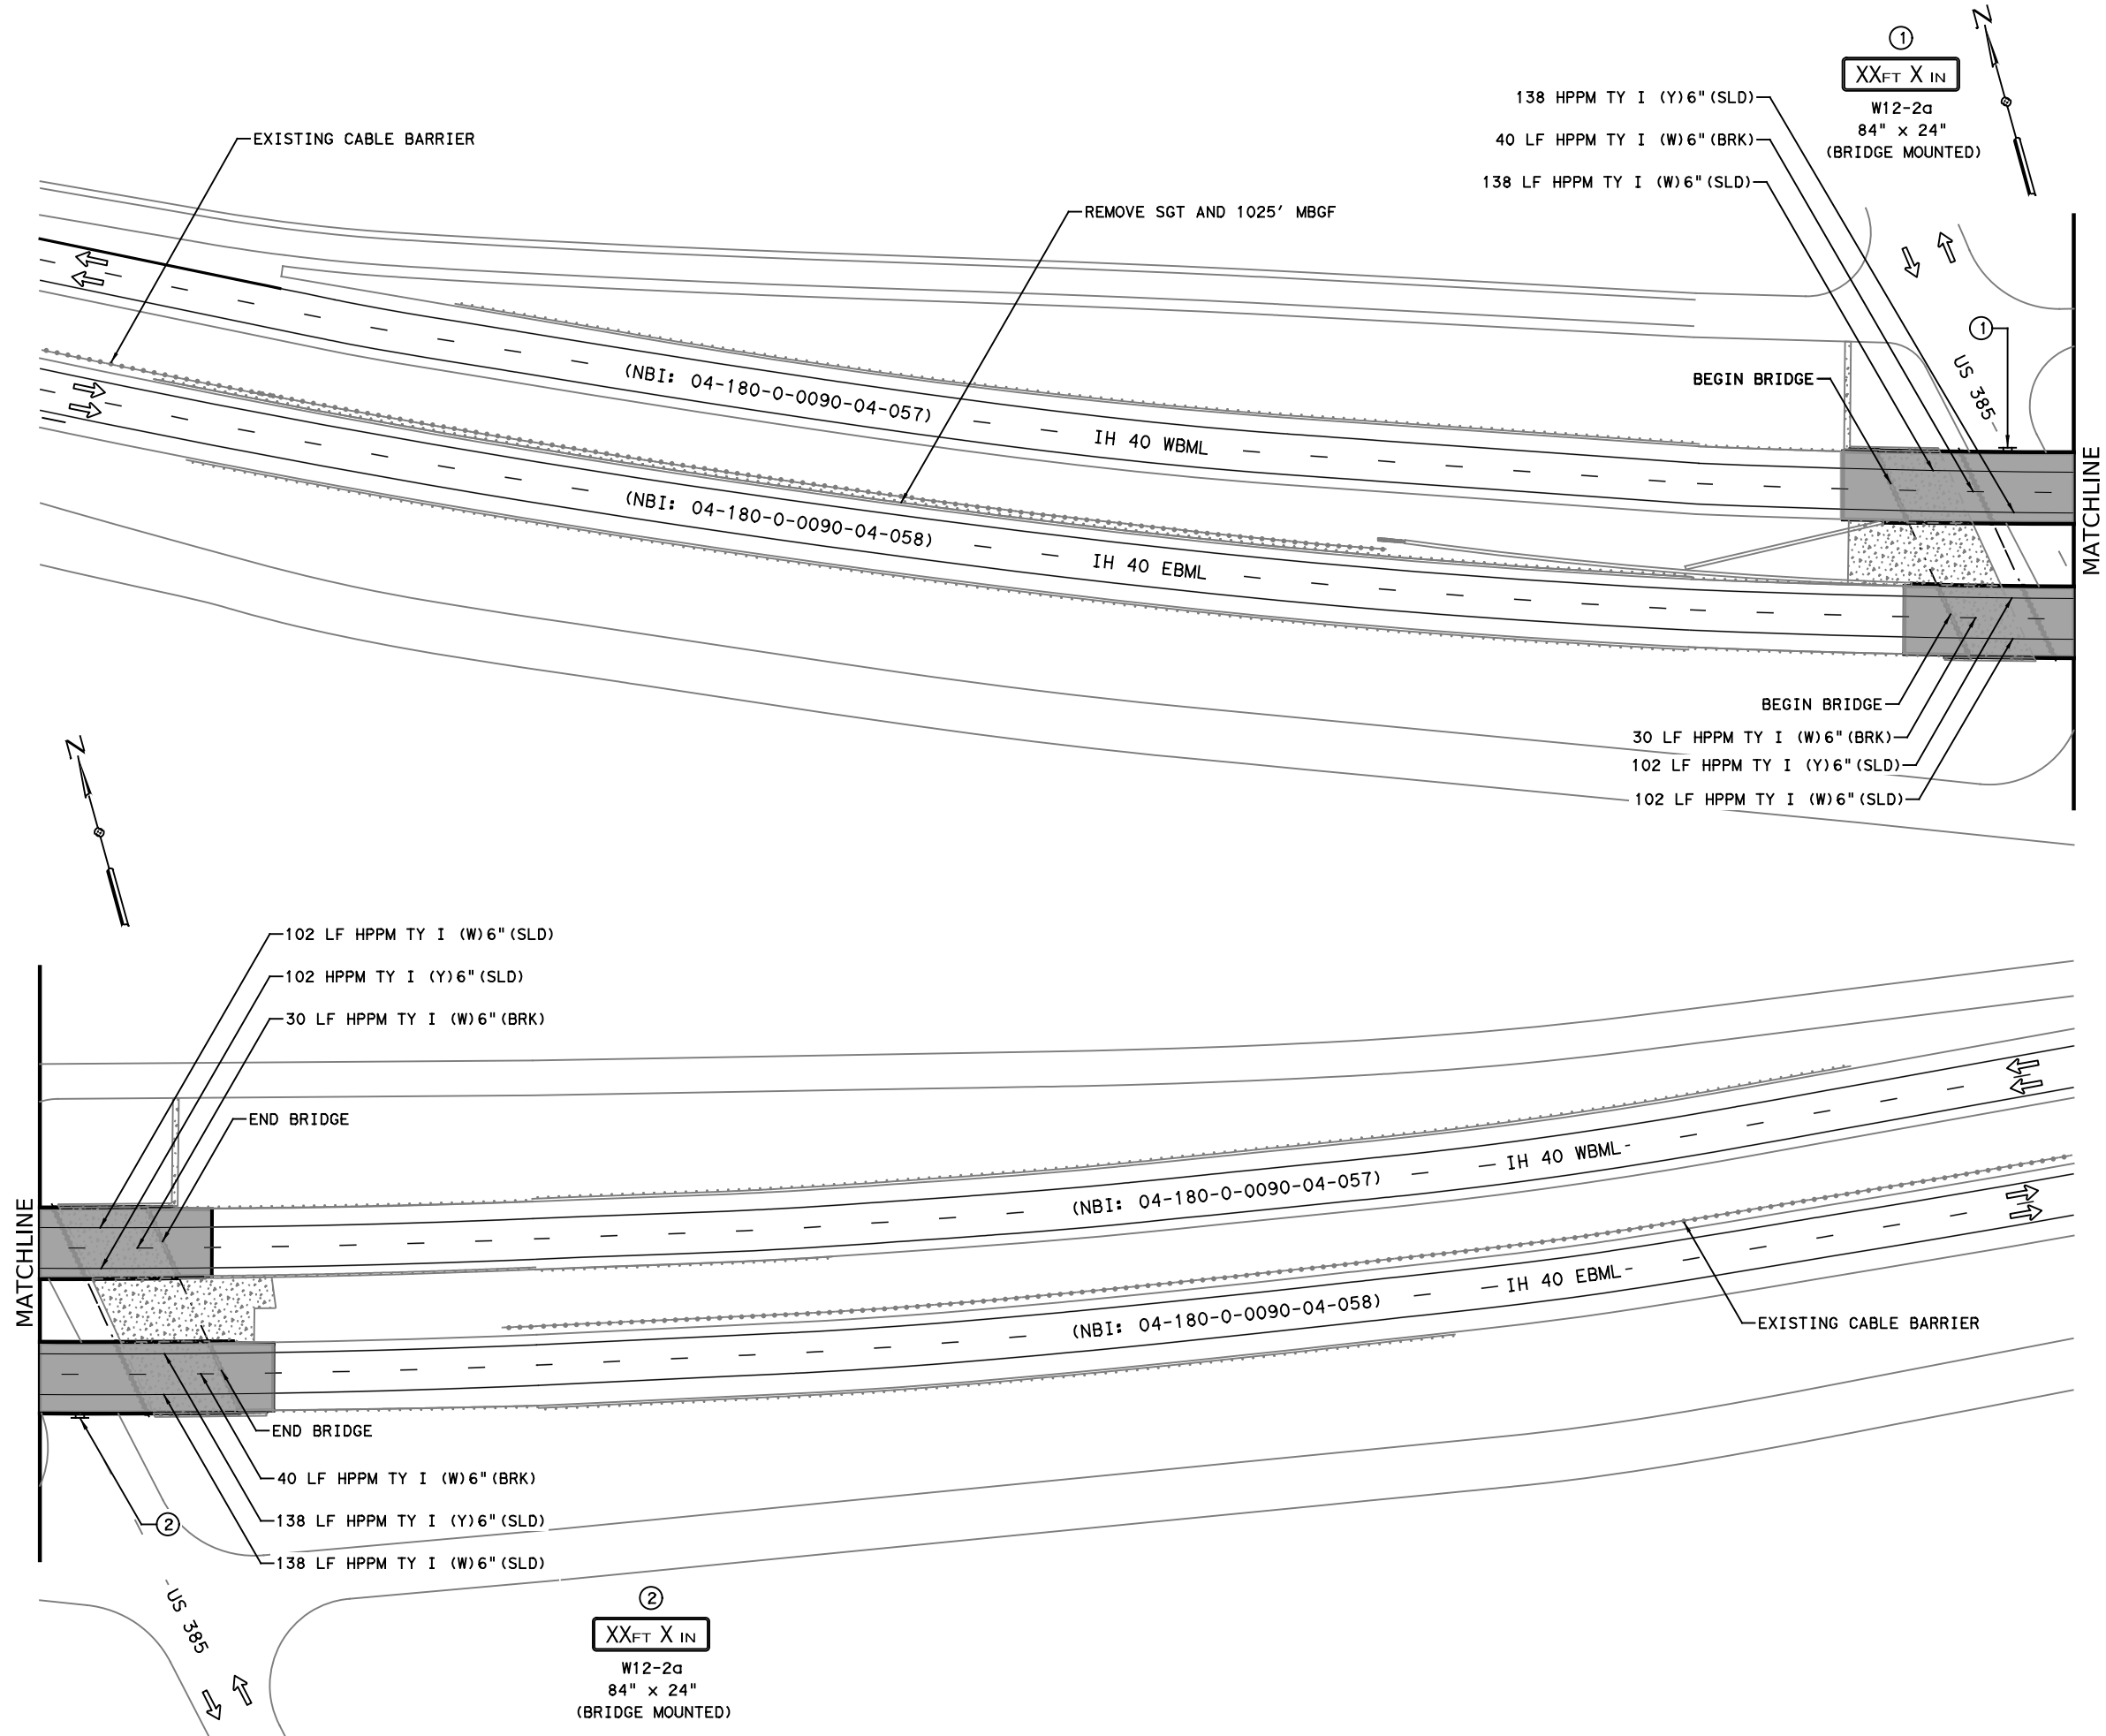 N
1
XXFT X IN
W12-2a
84" x 24"
(BRIDGE MOUNTED)
138 HPPM TY I (Y)6"(SLD)
40 LF HPPM TY I (W)6"(BRK)
138 LF HPPM TY I (W)6"(SLD)
EXISTING CABLE BARRIER
REMOVE SGT AND 1025' MBGF
1
US 385
BEGIN BRIDGE
(NBI: 04-180-0-0090-04-057)
IH 40 WBML
MATCHLINE
(NBI: 04-180-0-0090-04-058)
IH 40 EBML
BEGIN BRIDGE
30 LF HPPM TY I (W)6"(BRK)
102 LF HPPM TY I (Y)6"(SLD)
102 LF HPPM TY I (W)6"(SLD)
N
102 LF HPPM TY I (W)6"(SLD)
102 HPPM TY I (Y)6"(SLD)
30 LF HPPM TY I (W)6"(BRK)
END BRIDGE
MATCHLINE
(NBI: 04-180-0-0090-04-057)
IH 40 WBML
(NBI: 04-180-0-0090-04-058)
IH 40 EBML
EXISTING CABLE BARRIER
END BRIDGE
40 LF HPPM TY I (W)6"(BRK)
138 LF HPPM TY I (Y)6"(SLD)
138 LF HPPM TY I (W)6"(SLD)
2
US 385
2
XXFT X IN
W12-2a
84" x 24"
(BRIDGE MOUNTED)